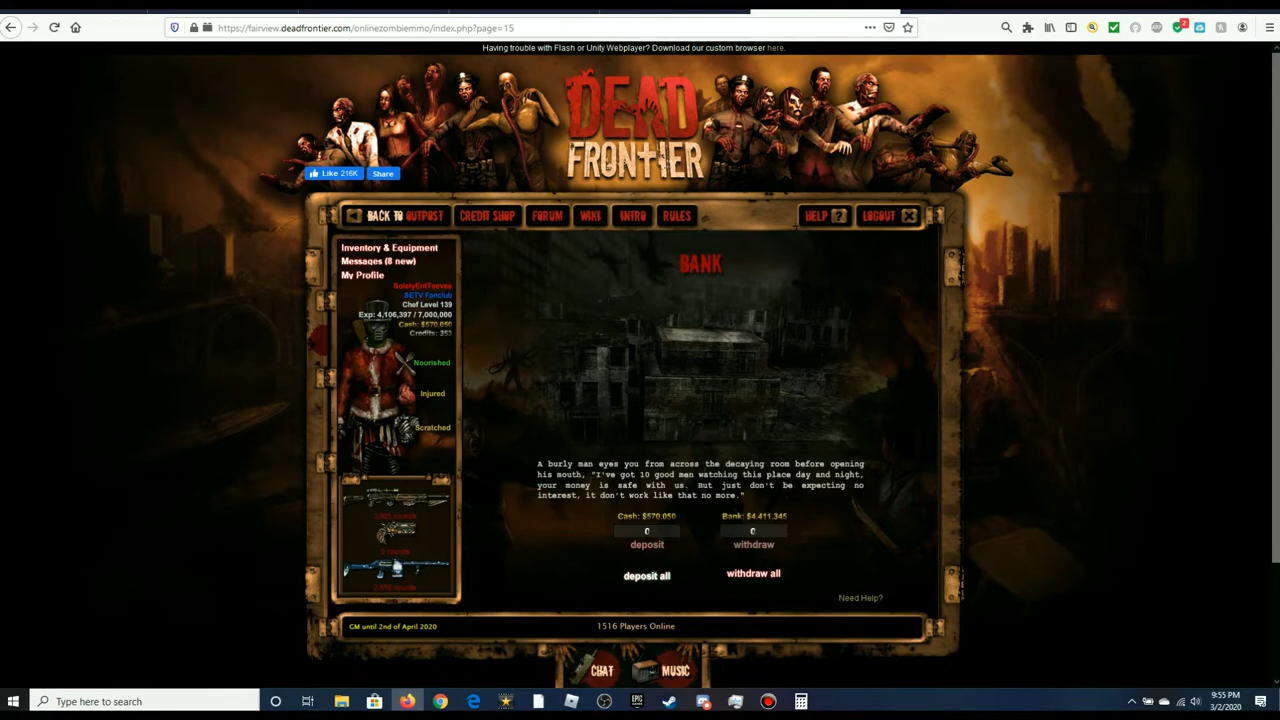 https://fairview.deadfrontier.com/onlinezombiemmo/index.php?page=15
2
Having trouble with Flash or Unity Webplayer? Download our custom browser here.
DEAD
FRONTIER
Like 216K
Share
BACK TO OUTPOST
CREDIT SHOP
FORUM
WIKI
INTRO
RULES
HELP ?
LOGOUT X
Inventory & Equipment
Messages (8 new)
My Profile
SolelyEntTeevee
SETV Fanclub
Chef Level 139
Exp: 4,106,397 / 7,000,000
Cash: $570,050
Credits: 353
Nourished
Injured
Scratched
0 rounds
BANK
A burly man eyes you from across the decaying room before opening
his mouth, "I've got 10 good men watching this place day and night,
your money is safe with us. But just don't be expecting no
interest, it don't work like that no more."
Cash: $570,050
Bank: $4,411,345
0
0
deposit
withdraw
deposit all
withdraw all
Need Help?
GM until 2nd of April 2020
1516 Players Online
CHAT
MUSIC
Type here to search
9:55 PM
3/2/2020